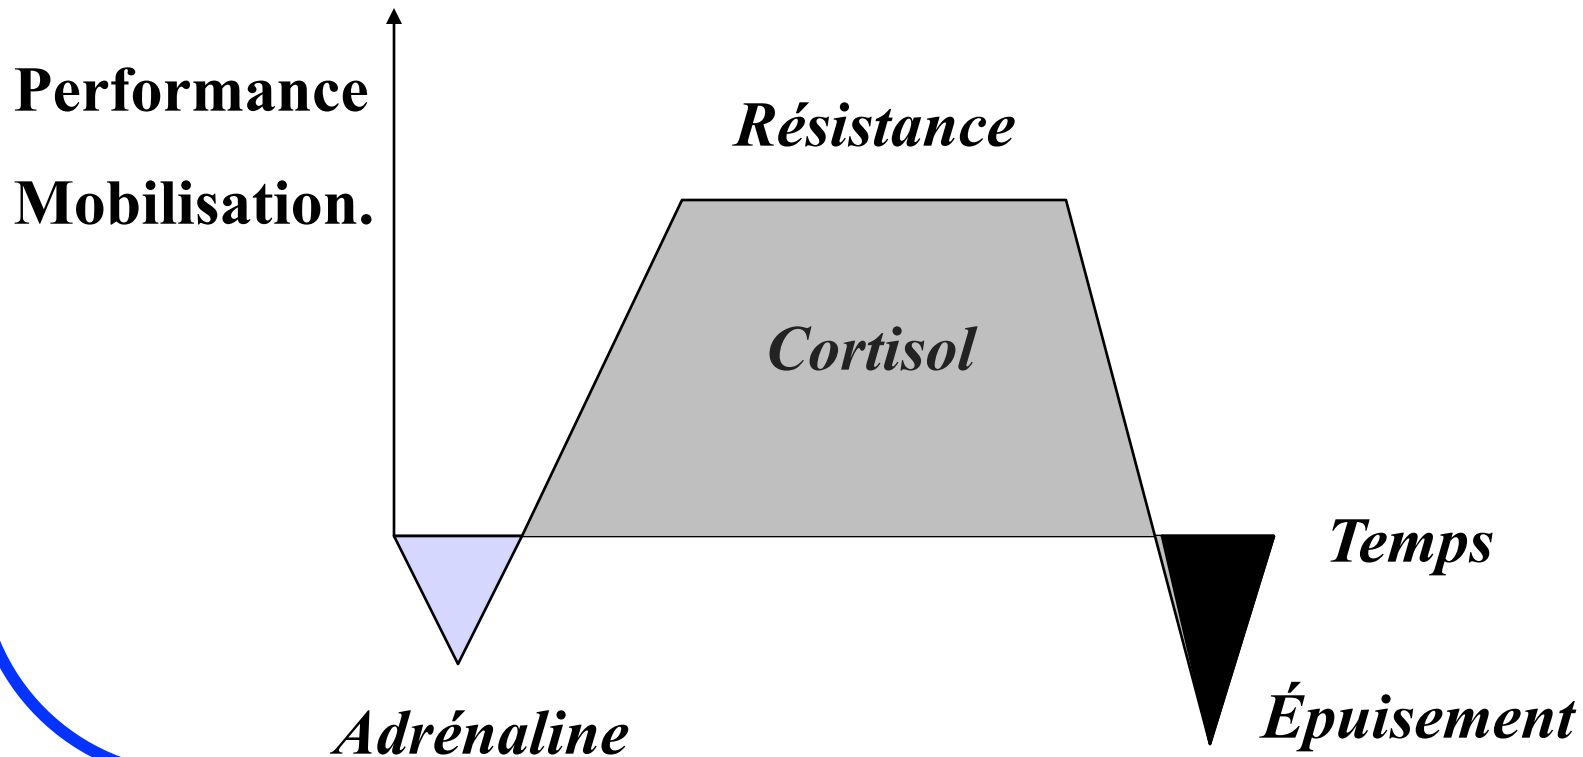 Performance
Mobilisation.
Résistance
Cortisol
Temps
Adrénaline
Épuisement